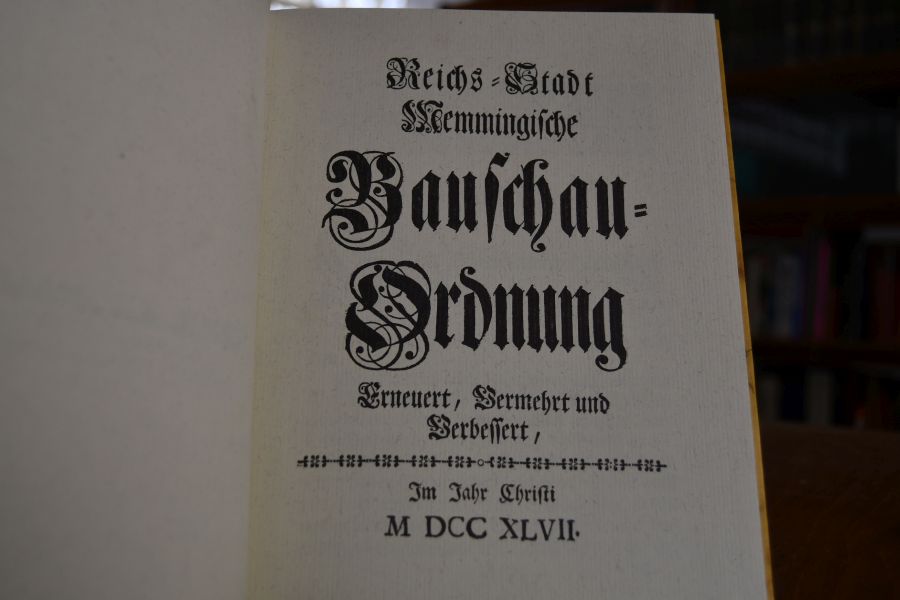 Reichs-Stadt
Memmingische
Bauschau-
Ordnung
Erneuert, Vermehrt und
Verbessert,
Im Jahr Christi
M DCC XLVII.